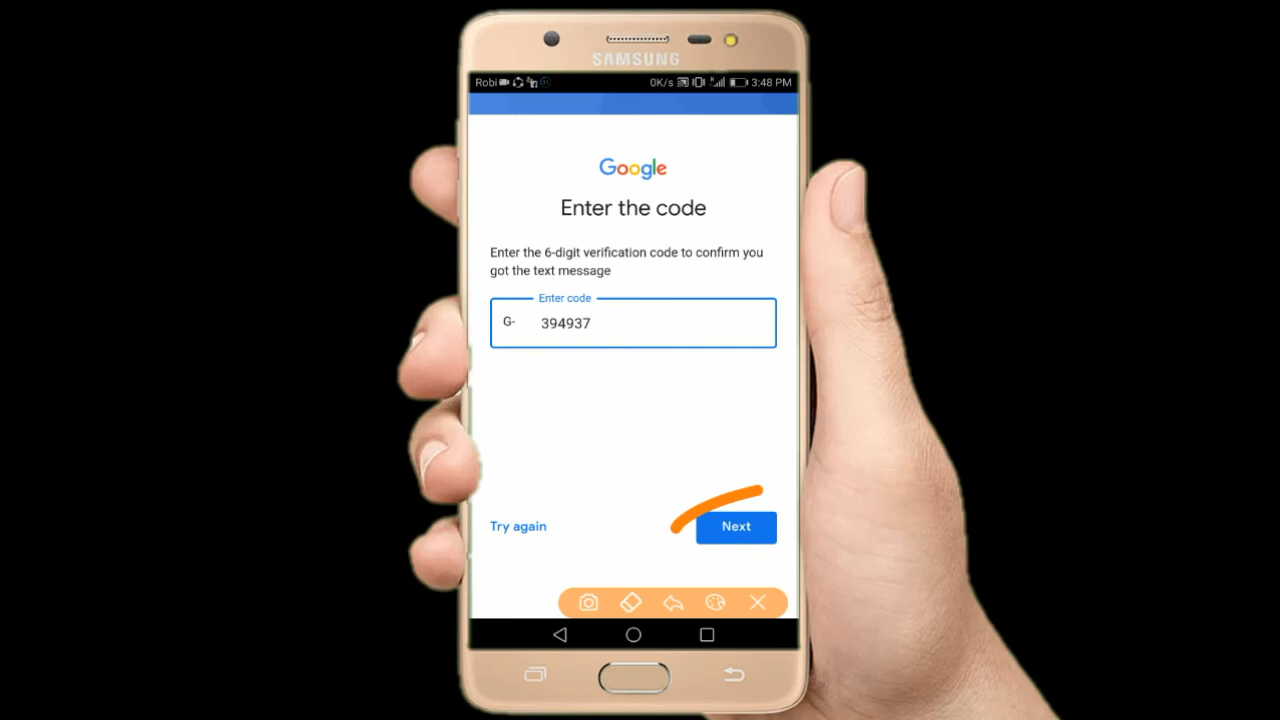 SAMSUNG
Robi 0K/s 3:48 PM
Google
Enter the code
Enter the 6-digit verification code to confirm you
got the text message
Enter code
G- 394937
Try again Next